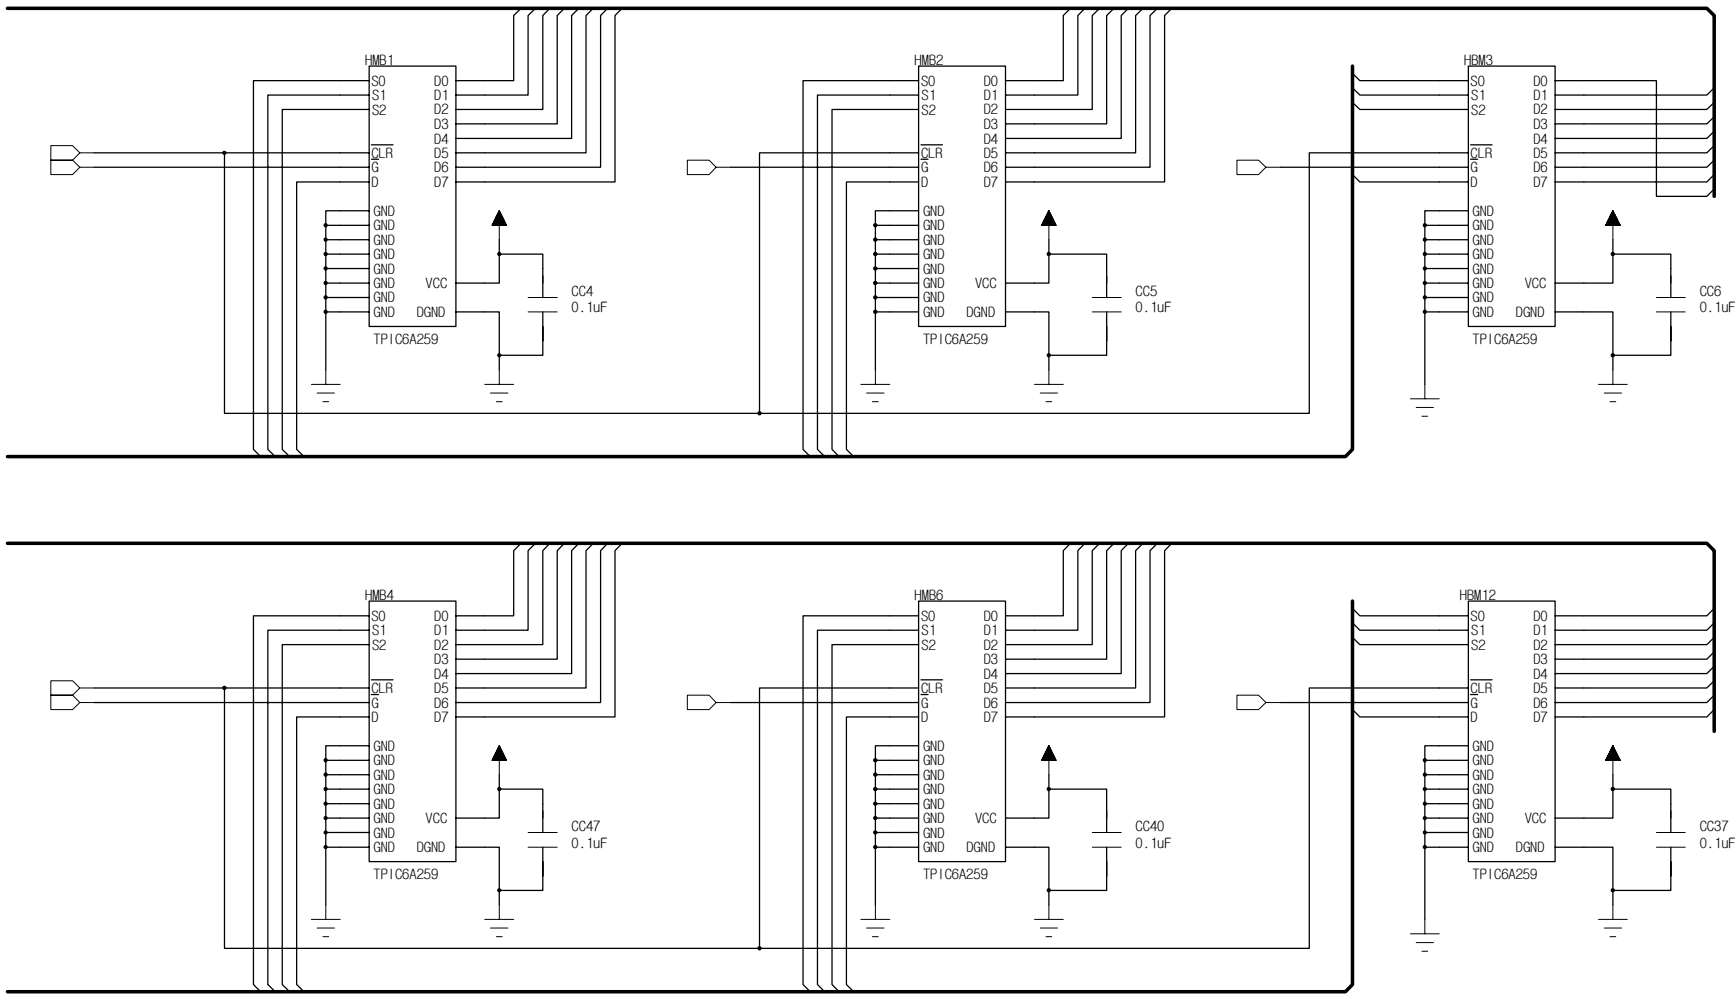 HMB1
HMB2
HBM3
S0 D0 S0 D0 S0 D0
S1 D1 S1 D1 S1 D1
S2 D2 S2 D2 S2 D2
D3 D3 D3
D4 D4 D4
CLR D5 CLR D5 CLR D5
G D6 G D6 G D6
D D7 D D7 D D7
GND GND GND
GND GND GND
GND GND GND
GND GND GND
GND GND GND
GND VCC CC4 GND VCC CC5 GND VCC CC6
GND 0.1uF GND 0.1uF GND 0.1uF
GND DGND GND DGND GND DGND
TPIC6A259 TPIC6A259 TPIC6A259
HMB4
HMB6
HBM12
S0 D0 S0 D0 S0 D0
S1 D1 S1 D1 S1 D1
S2 D2 S2 D2 S2 D2
D3 D3 D3
D4 D4 D4
CLR D5 CLR D5 CLR D5
G D6 G D6 G D6
D D7 D D7 D D7
GND GND GND
GND GND GND
GND GND GND
GND GND GND
GND GND GND
GND VCC CC47 GND VCC CC40 GND VCC CC37
GND 0.1uF GND 0.1uF GND 0.1uF
GND DGND GND DGND GND DGND
TPIC6A259 TPIC6A259 TPIC6A259